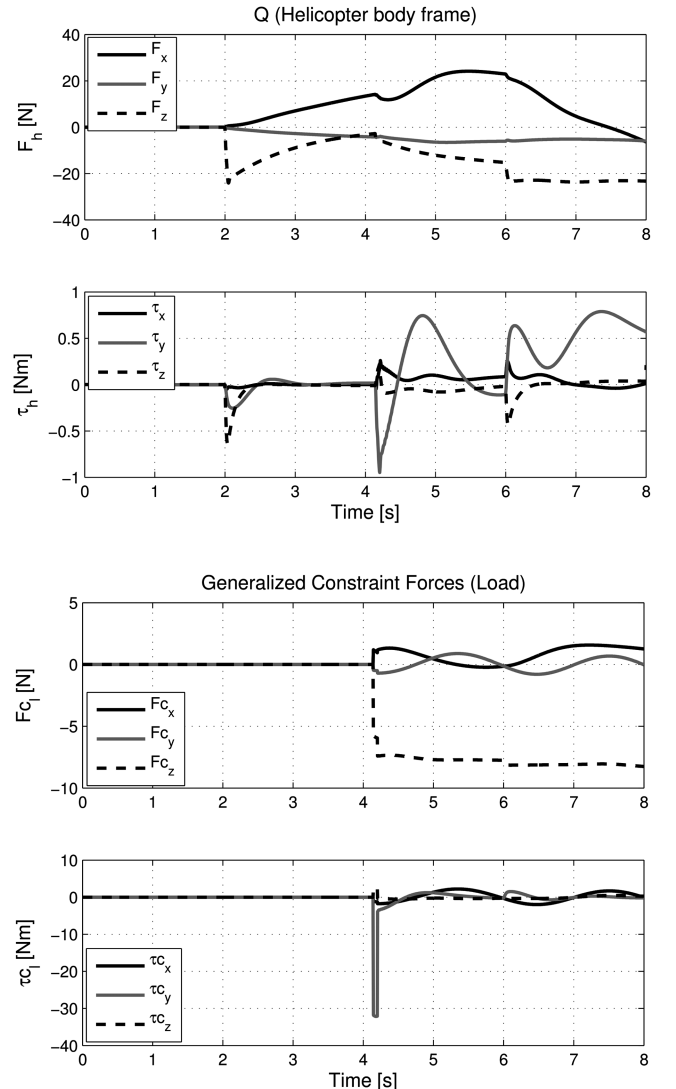 Q (Helicopter body frame)
40
20
0
−20
−40
F_h [N]
F_x
F_y
F_z
0 1 2 3 4 5 6 7 8
1
0.5
0
−0.5
−1
τ_h [Nm]
τ_x
τ_y
τ_z
0 1 2 3 4 5 6 7 8
Time [s]
Generalized Constraint Forces (Load)
5
0
−5
−10
Fc_l [N]
Fc_x
Fc_y
Fc_z
0 1 2 3 4 5 6 7 8
10
0
−10
−20
−30
−40
τc_l [Nm]
τc_x
τc_y
τc_z
0 1 2 3 4 5 6 7 8
Time [s]